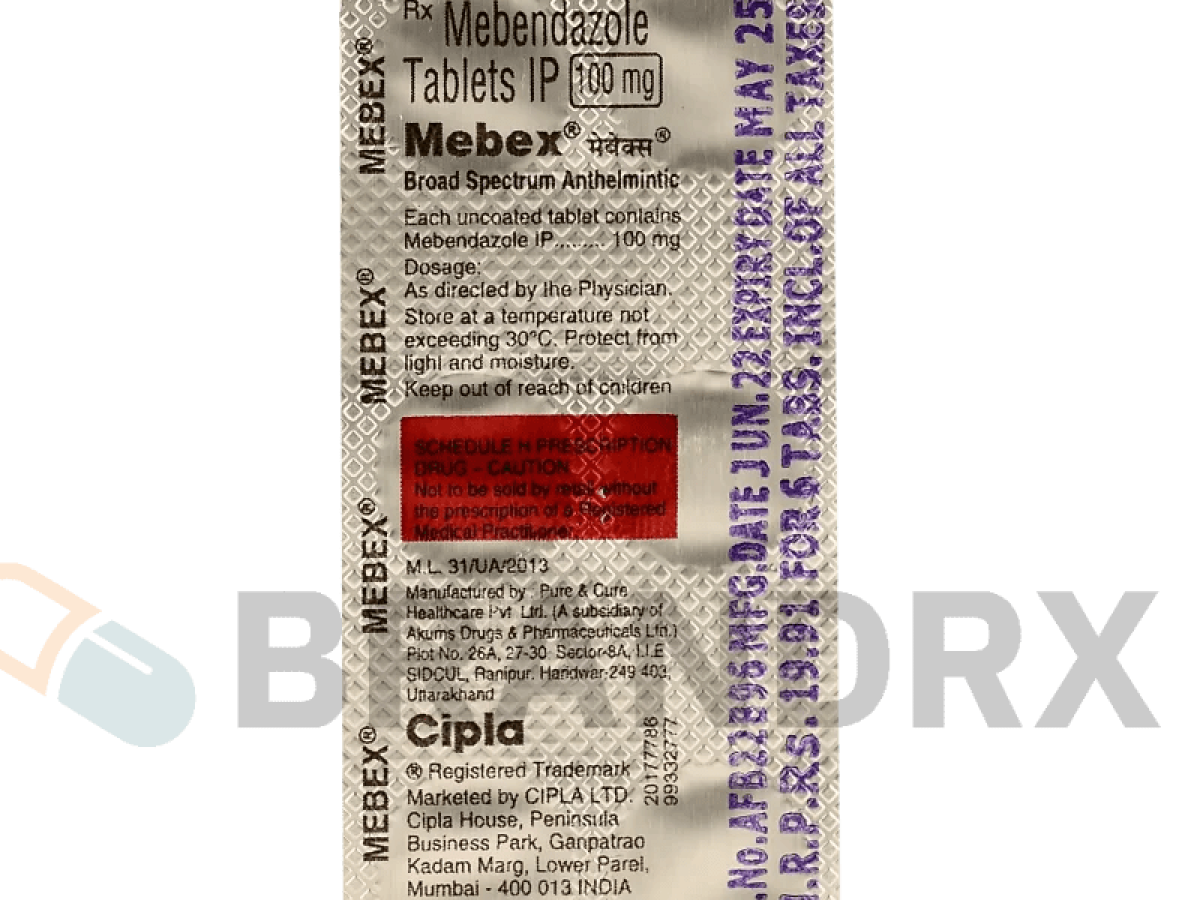 Rx Mebendazole
Tablets IP 100 mg
Mebex® मेबेक्स®
Broad Spectrum Anthelmintic
Each uncoated tablet contains
Mebendazole IP......... 100 mg
Dosage:
As directed by the Physician.
Store at a temperature not
exceeding 30°C. Protect from
light and moisture.
Keep out of reach of children
SCHEDULE H PRESCRIPTION
DRUG - CAUTION
Not to be sold by retail without
the prescription of a Registered
Medical Practitioner.
M.L. 31/UA/2013
Manufactured by : Pure & Cure
Healthcare Pvt. Ltd. (A subsidiary of
Akums Drugs & Pharmaceuticals Ltd.)
Plot No. 26A, 27-30, Sector-8A, I.I.E
SIDCUL, Ranipur, Haridwar-249 403,
Uttarakhand
Cipla
® Registered Trademark
Marketed by CIPLA LTD.
Cipla House, Peninsula
Business Park, Ganpatrao
Kadam Marg, Lower Parel,
Mumbai - 400 013 INDIA
20177786
99332777
MEBEX®
MEBEX®
MEBEX®
MEBEX®
.No.AFB22896 MFG.DATE JUN.22 EXPIRY DATE MAY 25
.R.P.RS. 19.91 FOR 6 TABS. INCL.OF ALL TAXES
BRANDRX